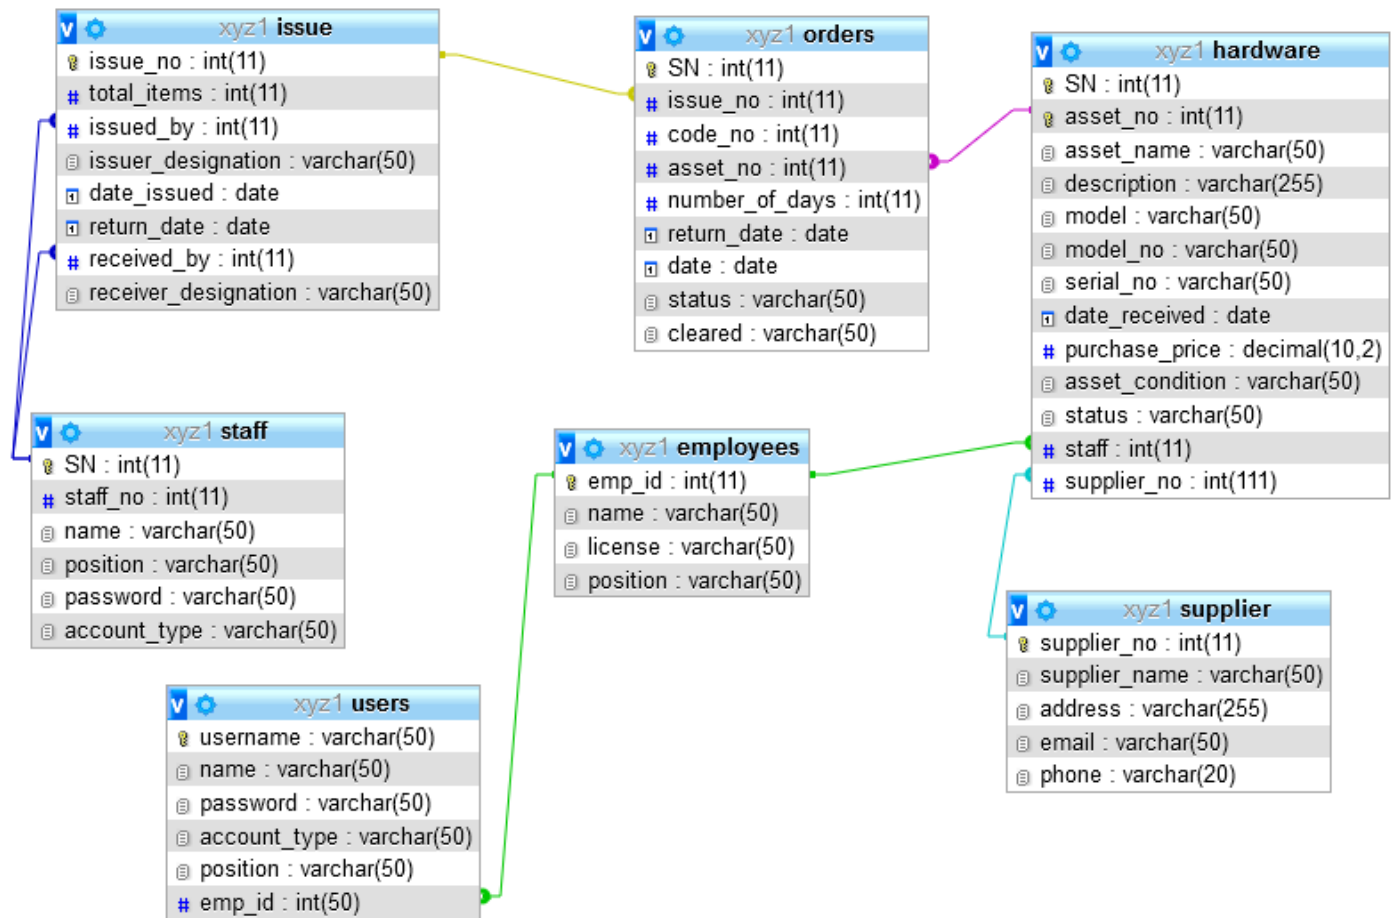 xyz1 issue
issue_no : int(11)
total_items : int(11)
issued_by : int(11)
issuer_designation : varchar(50)
date_issued : date
return_date : date
received_by : int(11)
receiver_designation : varchar(50)
xyz1 orders
SN : int(11)
issue_no : int(11)
code_no : int(11)
asset_no : int(11)
number_of_days : int(11)
return_date : date
date : date
status : varchar(50)
cleared : varchar(50)
xyz1 hardware
SN : int(11)
asset_no : int(11)
asset_name : varchar(50)
description : varchar(255)
model : varchar(50)
model_no : varchar(50)
serial_no : varchar(50)
date_received : date
purchase_price : decimal(10,2)
asset_condition : varchar(50)
status : varchar(50)
staff : int(11)
supplier_no : int(111)
xyz1 staff
SN : int(11)
staff_no : int(11)
name : varchar(50)
position : varchar(50)
password : varchar(50)
account_type : varchar(50)
xyz1 employees
emp_id : int(11)
name : varchar(50)
license : varchar(50)
position : varchar(50)
xyz1 supplier
supplier_no : int(11)
supplier_name : varchar(50)
address : varchar(255)
email : varchar(50)
phone : varchar(20)
xyz1 users
username : varchar(50)
name : varchar(50)
password : varchar(50)
account_type : varchar(50)
position : varchar(50)
emp_id : int(50)